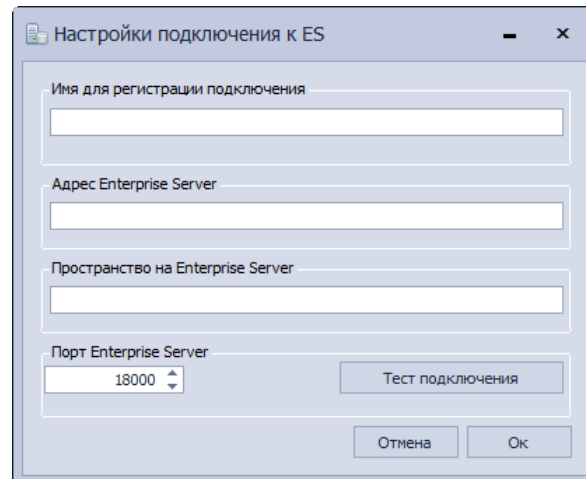 Настройки подключения к ES
Имя для регистрации подключения
Адрес Enterprise Server
Пространство на Enterprise Server
Порт Enterprise Server
18000 Тест подключения
Отмена Ок